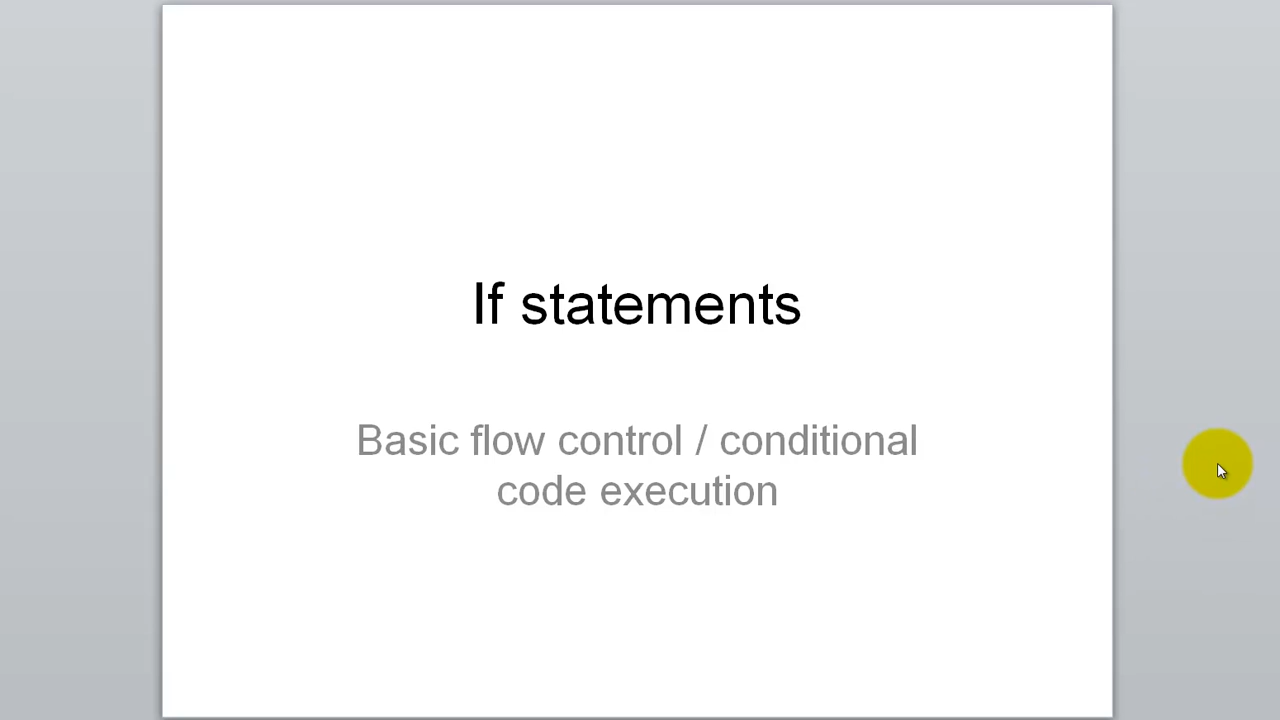 If statements
Basic flow control / conditional
code execution